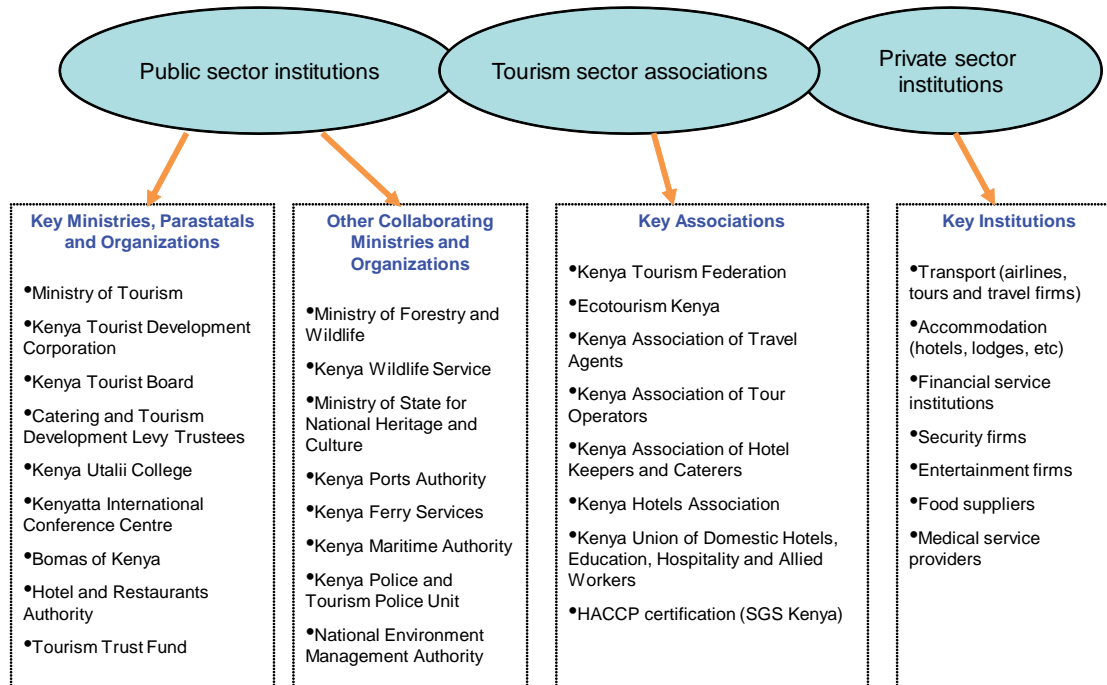 Public sector institutions
Tourism sector associations
Private sector
institutions
Key Ministries, Parastatals
and Organizations
•Ministry of Tourism
•Kenya Tourist Development
Corporation
•Kenya Tourist Board
•Catering and Tourism
Development Levy Trustees
•Kenya Utalii College
•Kenyatta International
Conference Centre
•Bomas of Kenya
•Hotel and Restaurants
Authority
•Tourism Trust Fund
Other Collaborating
Ministries and
Organizations
•Ministry of Forestry and
Wildlife
•Kenya Wildlife Service
•Ministry of State for
National Heritage and
Culture
•Kenya Ports Authority
•Kenya Ferry Services
•Kenya Maritime Authority
•Kenya Police and
Tourism Police Unit
•National Environment
Management Authority
Key Associations
•Kenya Tourism Federation
•Ecotourism Kenya
•Kenya Association of Travel
Agents
•Kenya Association of Tour
Operators
•Kenya Association of Hotel
Keepers and Caterers
•Kenya Hotels Association
•Kenya Union of Domestic Hotels,
Education, Hospitality and Allied
Workers
•HACCP certification (SGS Kenya)
Key Institutions
•Transport (airlines,
tours and travel firms)
•Accommodation
(hotels, lodges, etc)
•Financial service
institutions
•Security firms
•Entertainment firms
•Food suppliers
•Medical service
providers